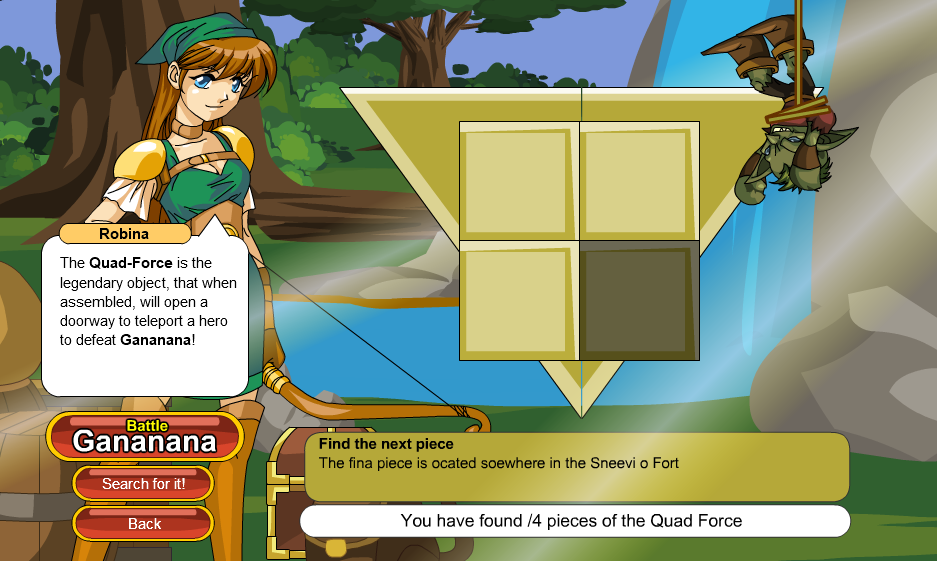 Robina
The Quad-Force is the
legendary object, that when
assembled, will open a
doorway to teleport a hero
to defeat Gananana!
Battle
Gananana
Search for it!
Back
Find the next piece
The fina piece is ocated soewhere in the Sneevi o Fort
You have found /4 pieces of the Quad Force